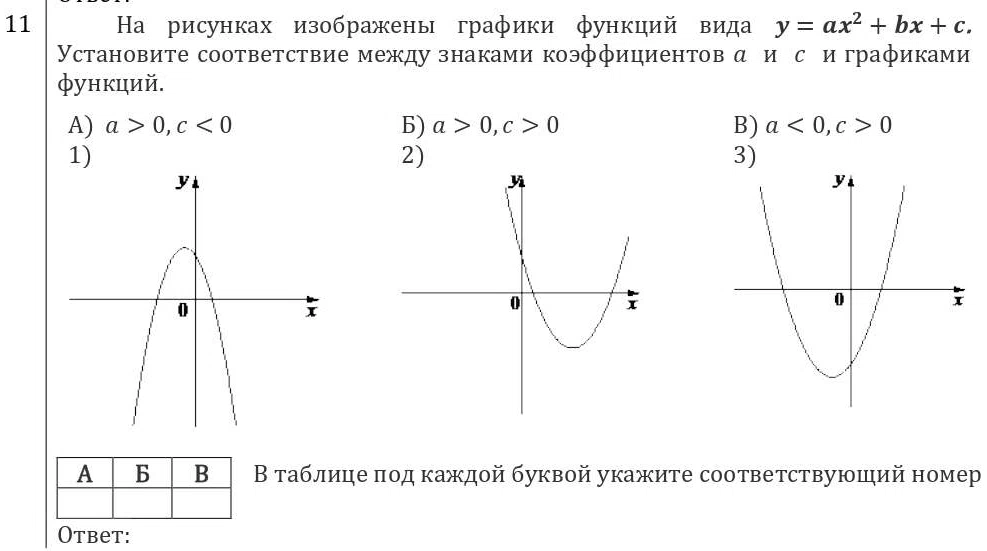 11 На рисунках изображены графики функций вида y = ax² + bx + c.
Установите соответствие между знаками коэффициентов a и c и графиками
функций.
А) a > 0, c < 0 Б) a > 0, c > 0 В) a < 0, c > 0
1) 2) 3)
y y y
0 x 0 x 0 x
А Б В В таблице под каждой буквой укажите соответствующий номер
Ответ: